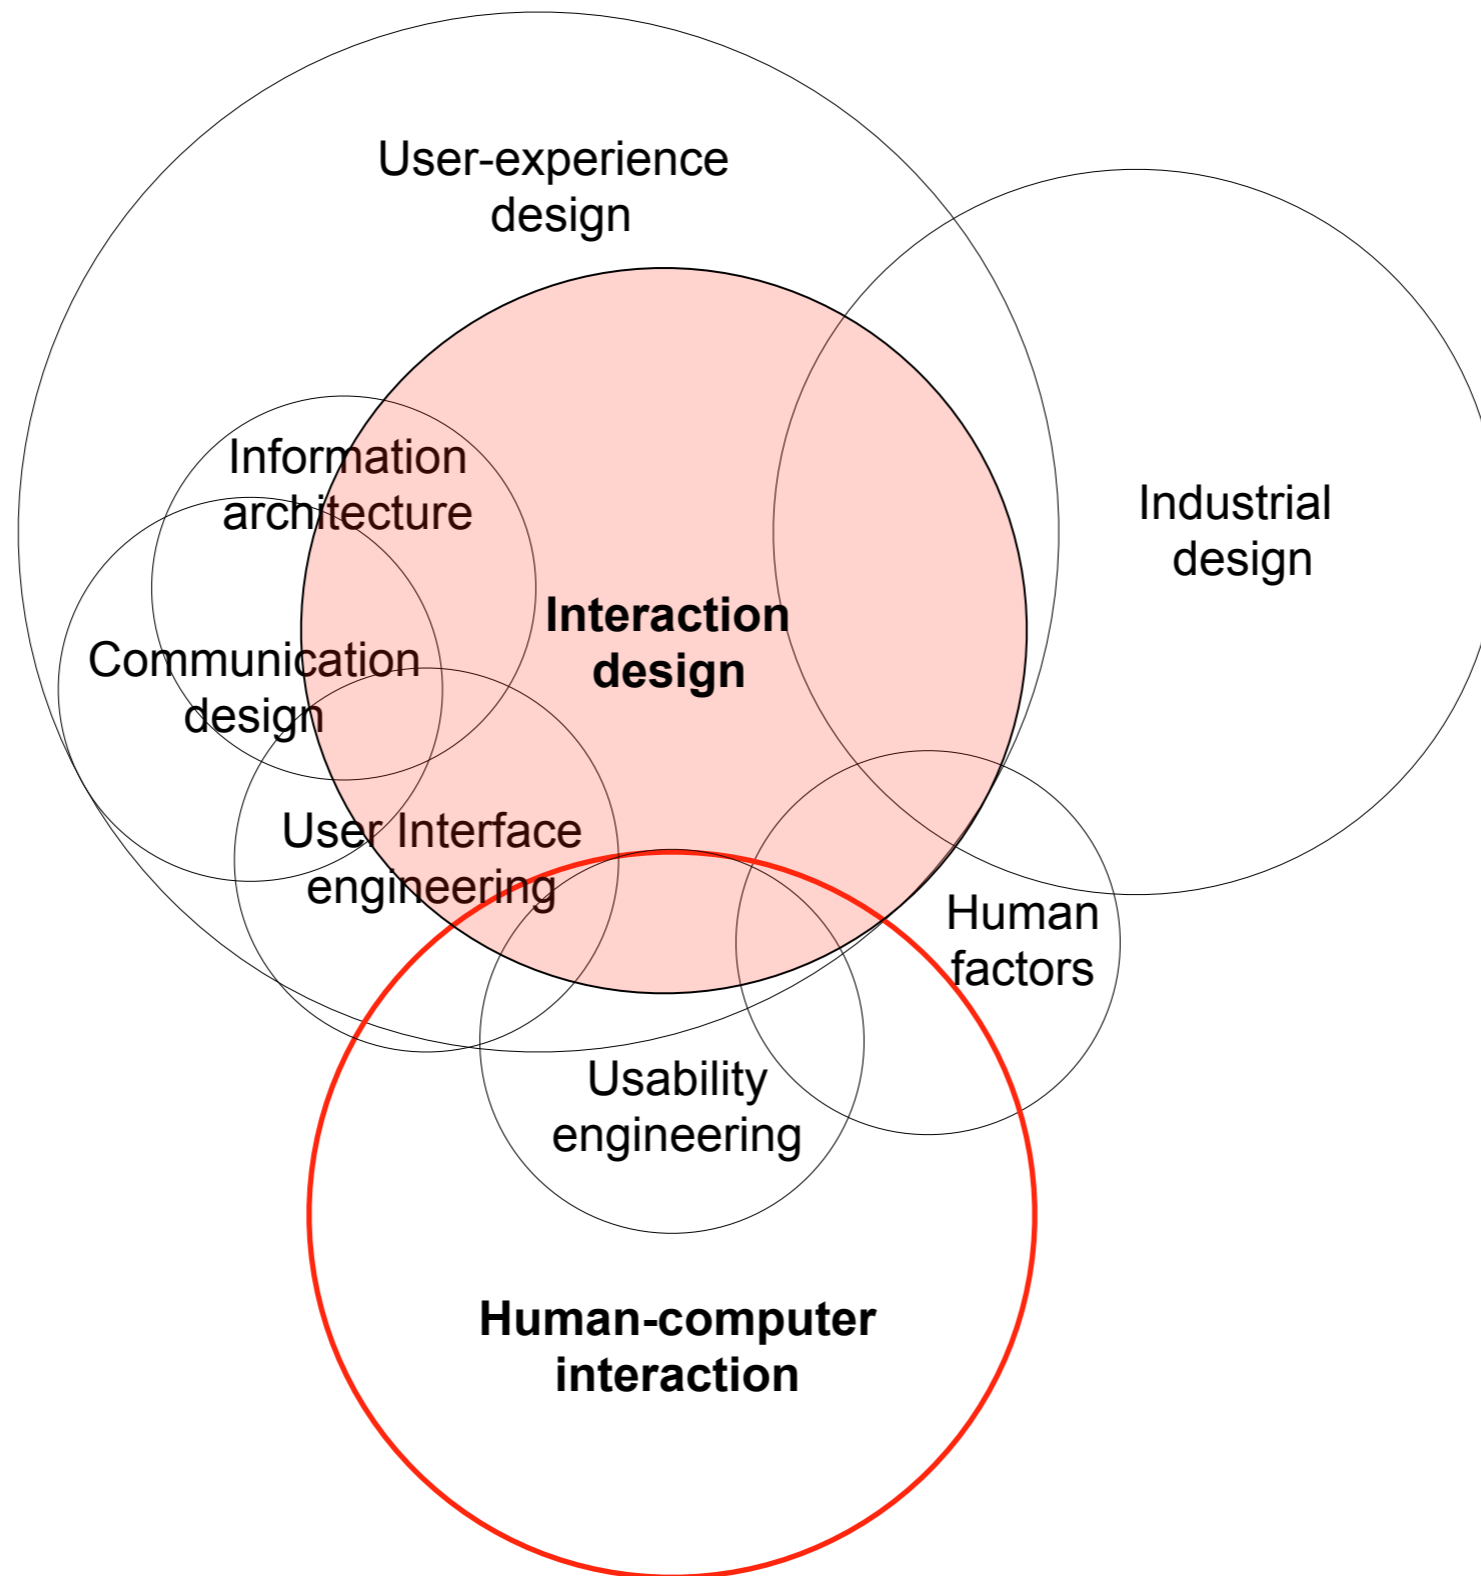 User-experience
design
Information
architecture
Industrial
design
Interaction
design
Communication
design
User Interface
engineering
Human
factors
Usability
engineering
Human-computer
interaction